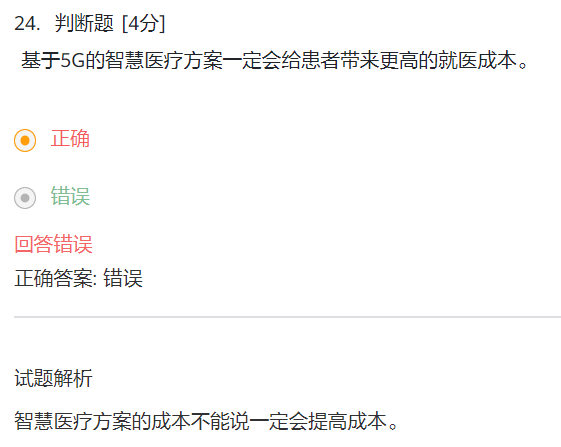 24. 判断题 [4分]
基于5G的智慧医疗方案一定会给患者带来更高的就医成本。
正确
错误
回答错误
正确答案: 错误
试题解析
智慧医疗方案的成本不能说一定会提高成本。